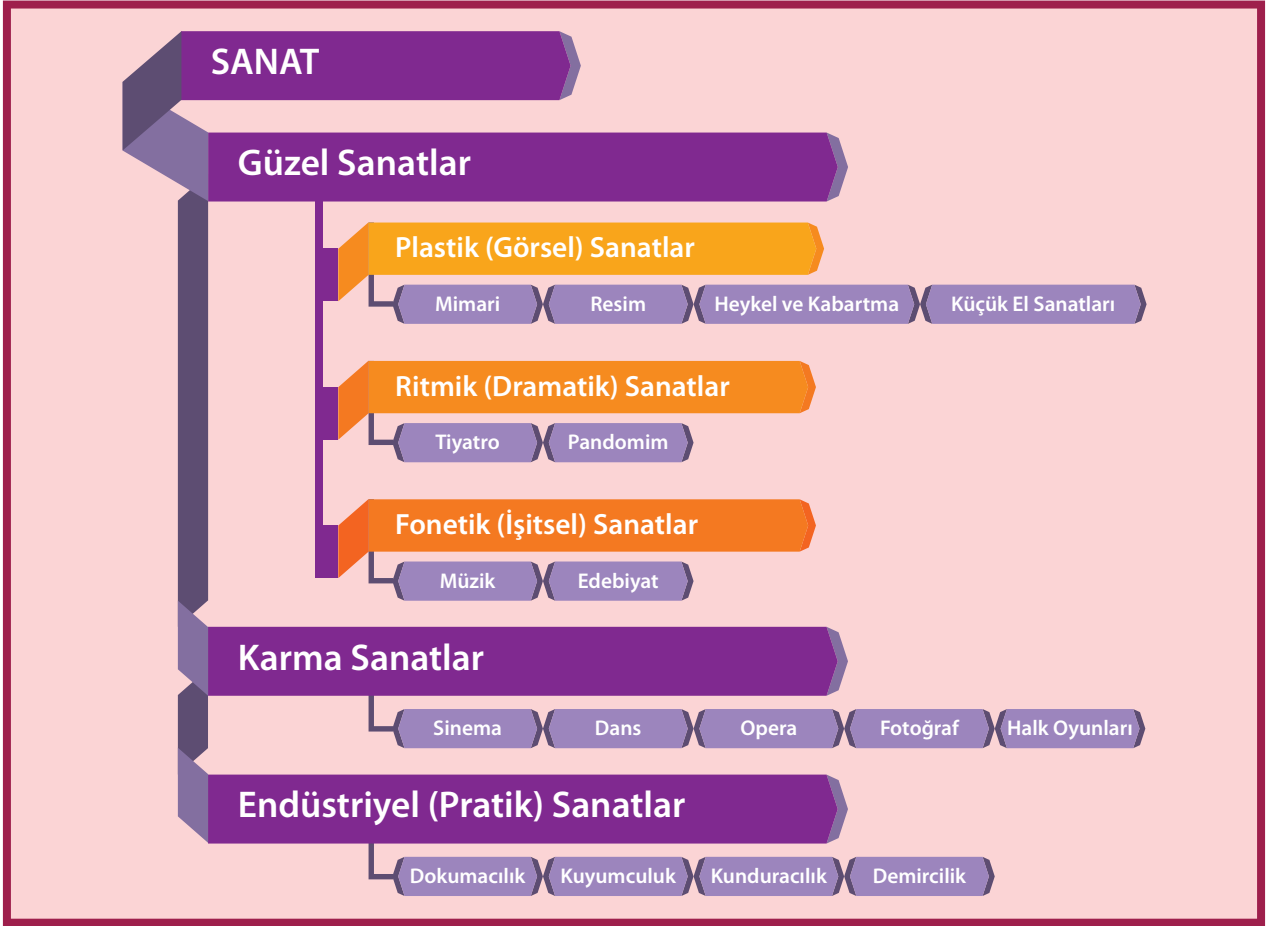 SANAT
Güzel Sanatlar
Plastik (Görsel) Sanatlar
Mimari Resim Heykel ve Kabartma Küçük El Sanatları
Ritmik (Dramatik) Sanatlar
Tiyatro Pandomim
Fonetik (İşitsel) Sanatlar
Müzik Edebiyat
Karma Sanatlar
Sinema Dans Opera Fotoğraf Halk Oyunları
Endüstriyel (Pratik) Sanatlar
Dokumacılık Kuyumculuk Kunduracılık Demircilik